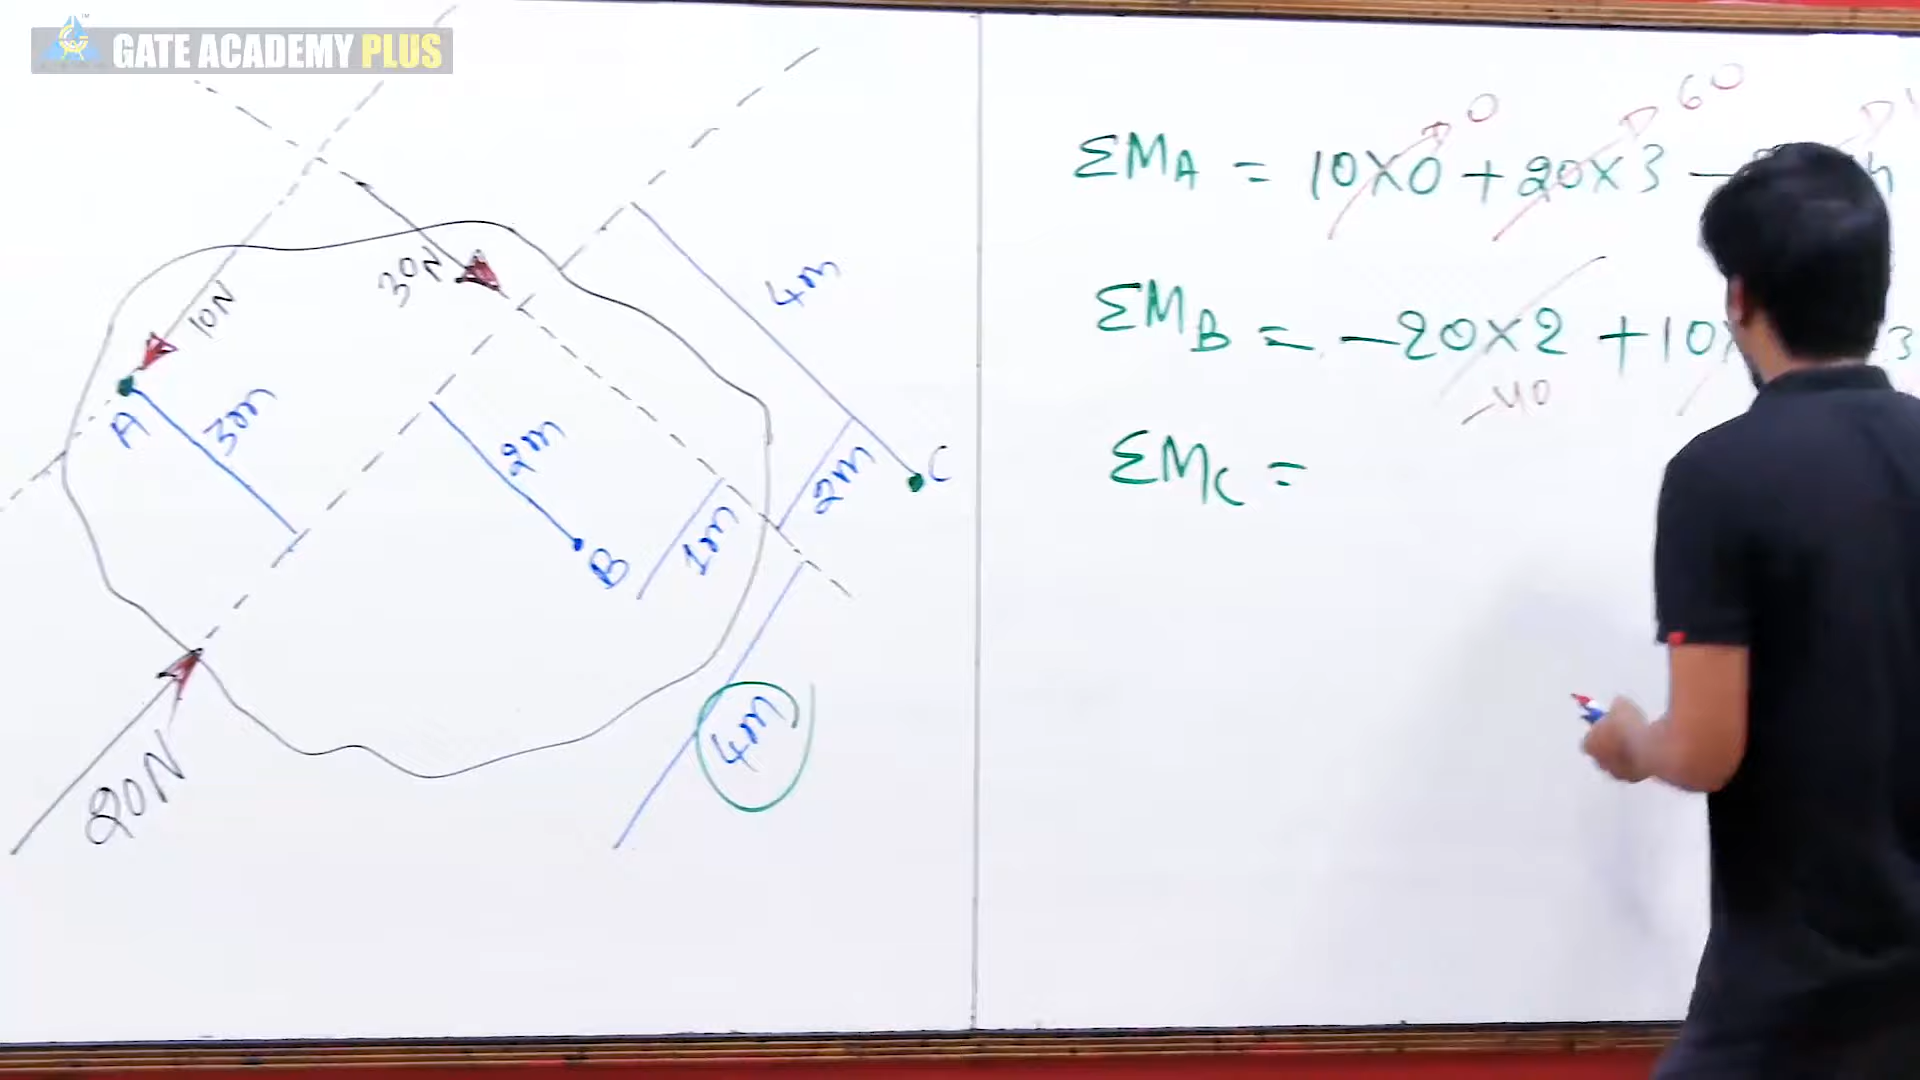 GATE ACADEMY PLUS
TM
10N
30N
A
3m
2m
B
1m
2m
4m
C
4m
20N
0
60
ΣMA = 10×0 + 20×3 -
ΣMB = -20×2 + 10
-40
ΣMC =